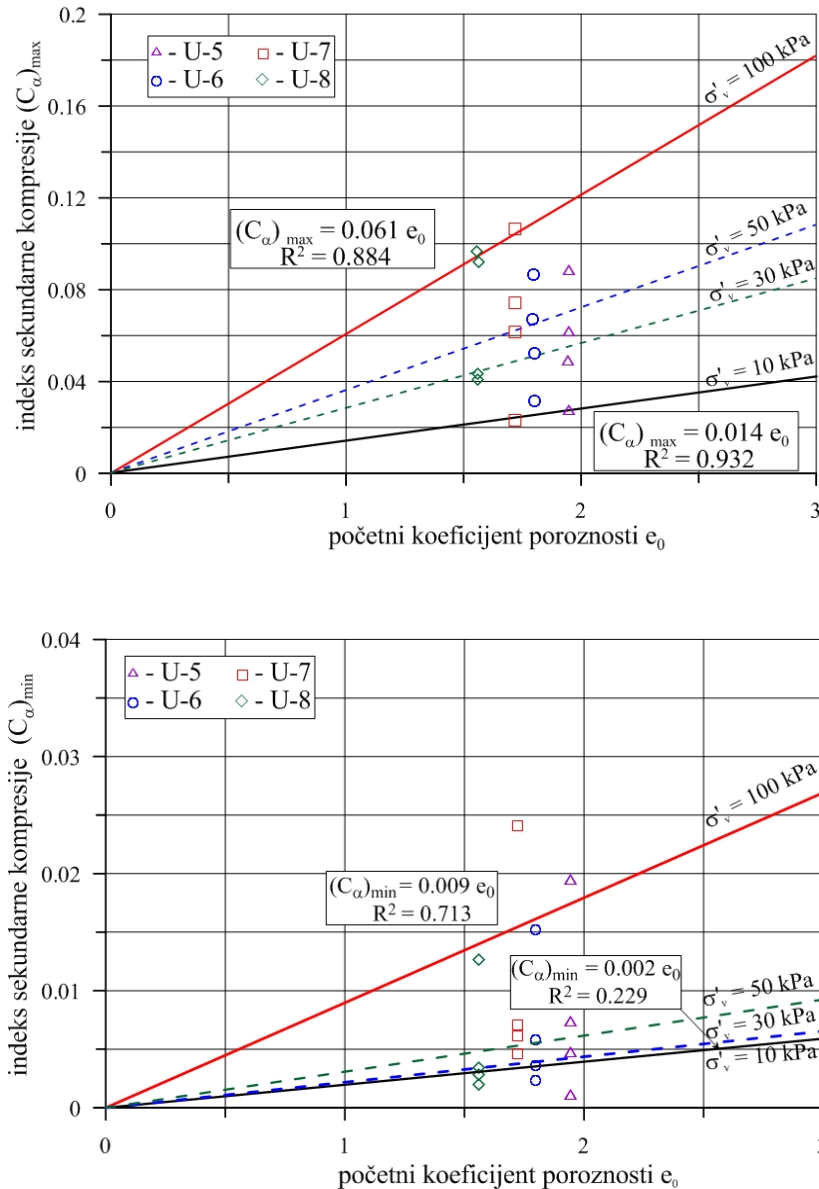 indeks sekundarne kompresije (Cα)max
0.2
0.16
0.12
0.08
0.04
0
- U-5
- U-7
- U-6
- U-8
σ'v = 100 kPa
σ'v = 50 kPa
σ'v = 30 kPa
σ'v = 10 kPa
(Cα) max = 0.061 e0
R2 = 0.884
(Cα) max = 0.014 e0
R2 = 0.932
0 1 2 3
početni koeficijent poroznosti e0
indeks sekundarne kompresije (Cα)min
0.04
0.03
0.02
0.01
0
- U-5
- U-7
- U-6
- U-8
σ'v = 100 kPa
(Cα)min = 0.009 e0
R2 = 0.713
(Cα)min = 0.002 e0
R2 = 0.229
σ'v = 50 kPa
σ'v = 30 kPa
σ'v = 10 kPa
0 1 2 3
početni koeficijent poroznosti e0